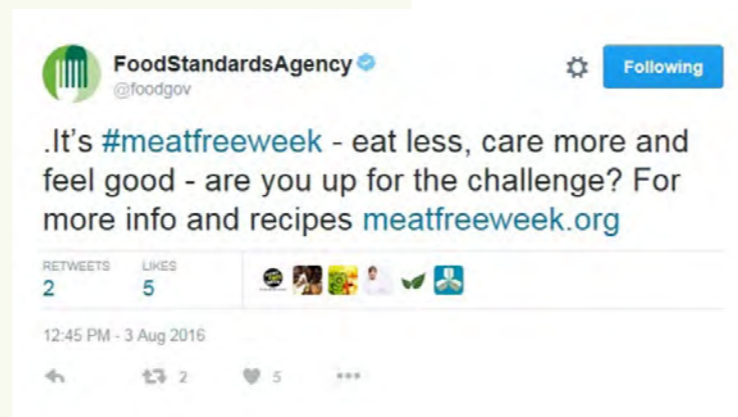 FoodStandardsAgency
@foodgov
Following
.It's #meatfreeweek - eat less, care more and
feel good - are you up for the challenge? For
more info and recipes meatfreeweek.org
RETWEETS LIKES
2 5
12:45 PM - 3 Aug 2016
2 5